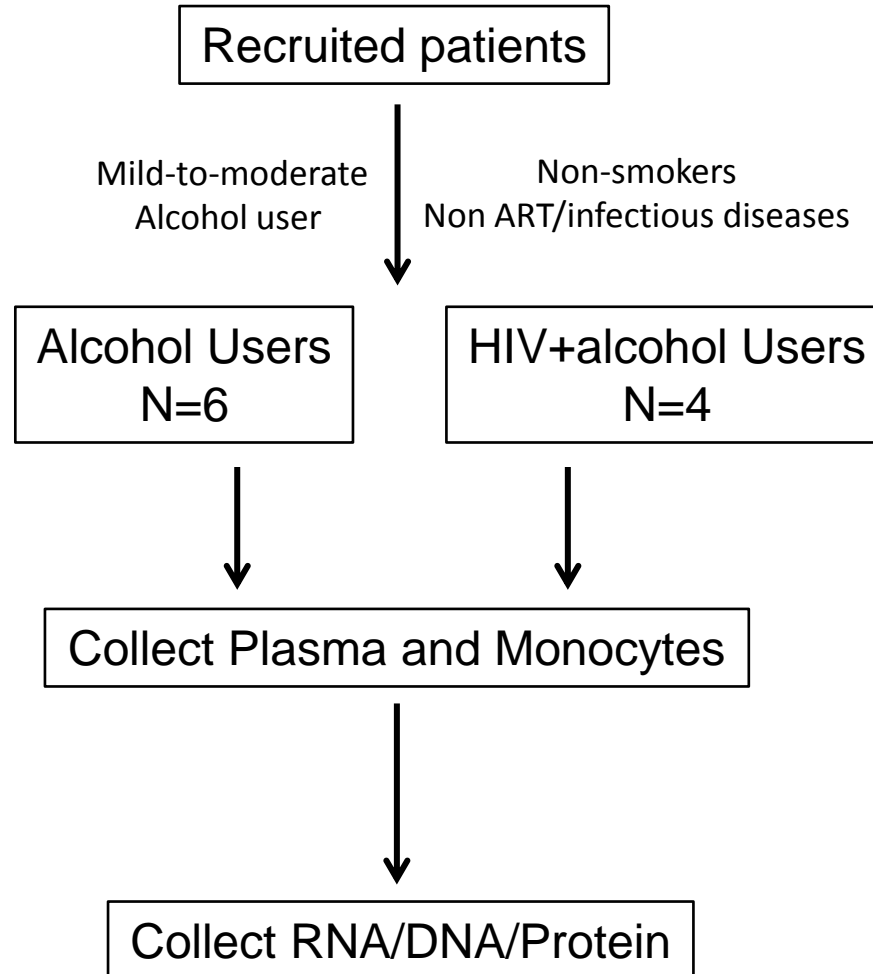 Recruited patients
Mild-to-moderate
Alcohol user
Non-smokers
Non ART/infectious diseases
Alcohol Users
N=6
HIV+alcohol Users
N=4
Collect Plasma and Monocytes
Collect RNA/DNA/Protein